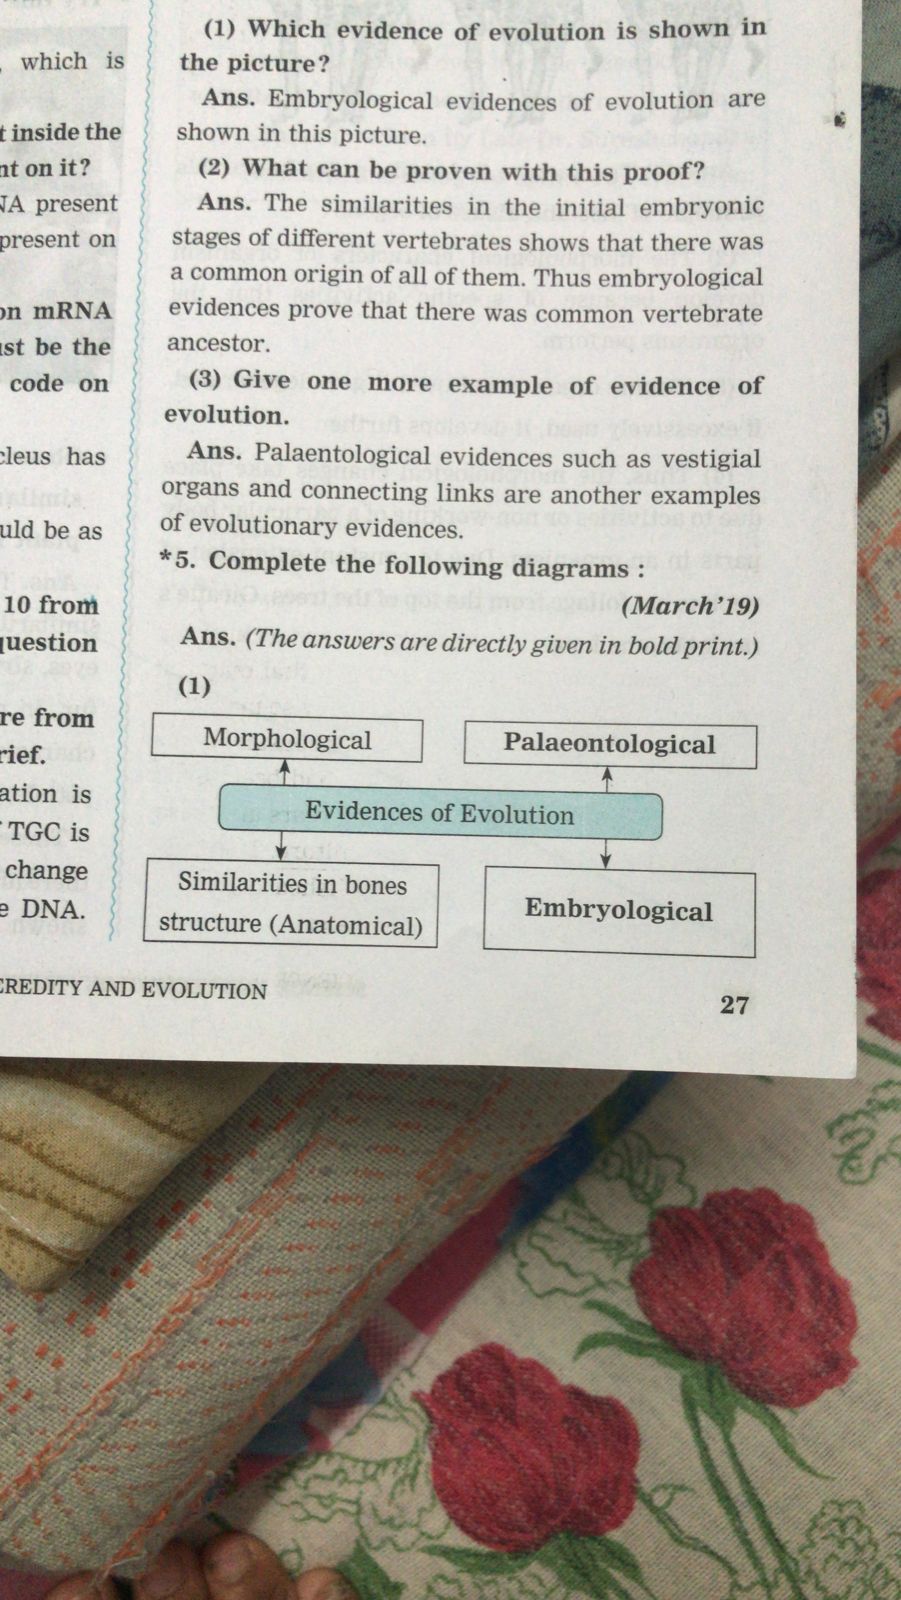 , which is
t inside the
nt on it?
NA present
present on
on mRNA
ust be the
code on
cleus has
uld be as
10 from
question
re from
rief.
ation is
TGC is
change
e DNA.
(1) Which evidence of evolution is shown in
the picture?
Ans. Embryological evidences of evolution are
shown in this picture.
(2) What can be proven with this proof?
Ans. The similarities in the initial embryonic
stages of different vertebrates shows that there was
a common origin of all of them. Thus embryological
evidences prove that there was common vertebrate
ancestor.
(3) Give one more example of evidence of
evolution.
Ans. Palaentological evidences such as vestigial
organs and connecting links are another examples
of evolutionary evidences.
*5. Complete the following diagrams :
(March'19)
Ans. (The answers are directly given in bold print.)
(1)
Morphological
Palaeontological
Evidences of Evolution
Similarities in bones
structure (Anatomical)
Embryological
EREDITY AND EVOLUTION
27